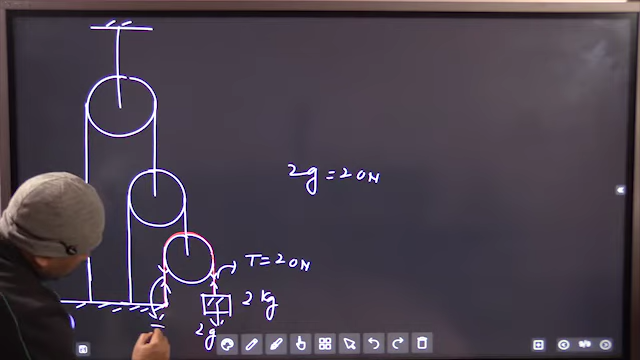 2g = 20N
T = 20N
2 kg
2g